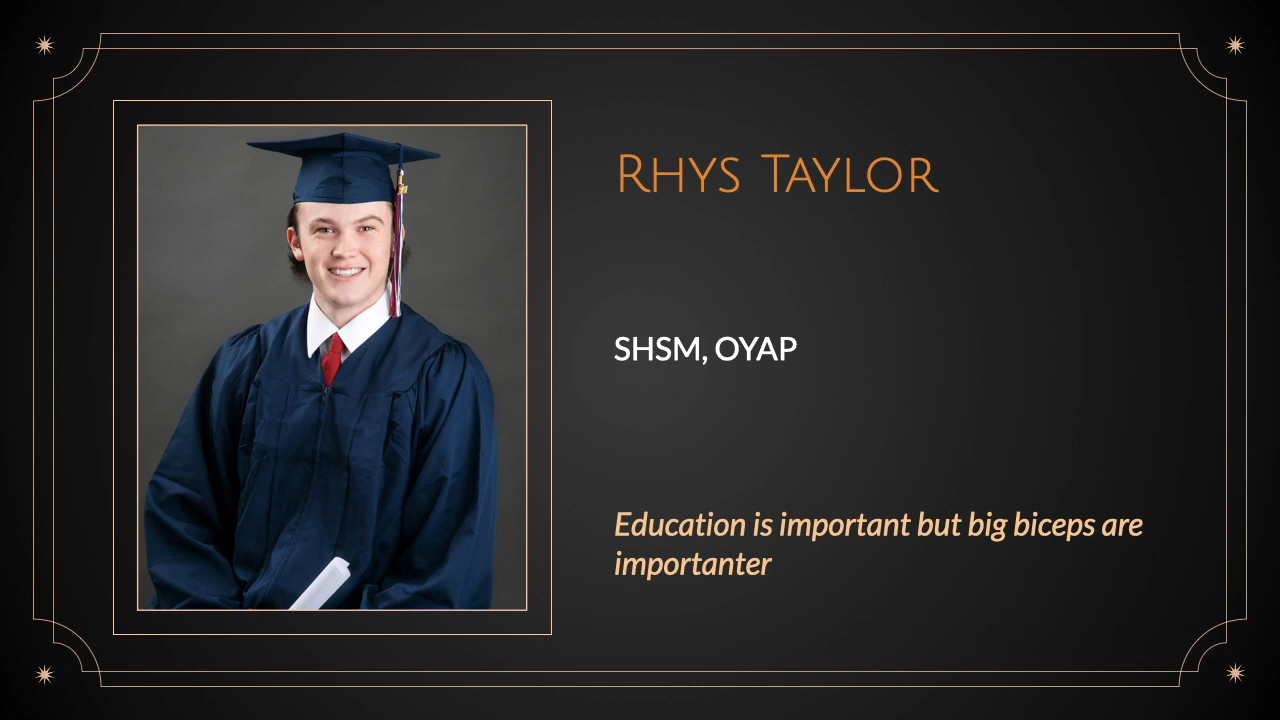 Rhys Taylor
SHSM, OYAP
Education is important but big biceps are
importanter